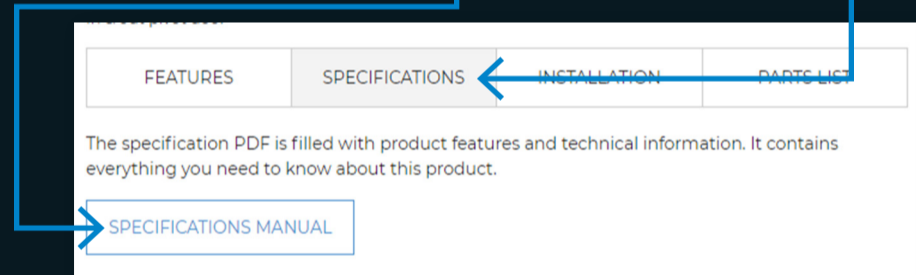 FEATURES
SPECIFICATIONS
INSTALLATION
PARTS LIST
The specification PDF is filled with product features and technical information. It contains
everything you need to know about this product.
SPECIFICATIONS MANUAL